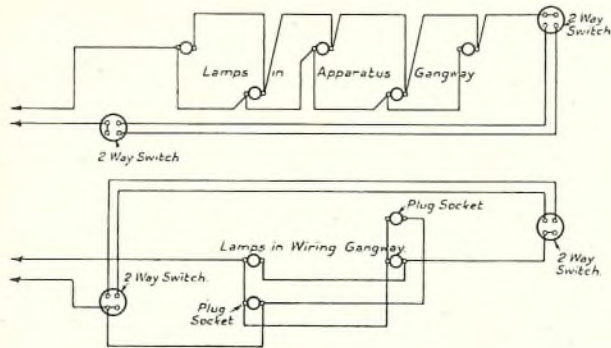 2 Way
Switch
Lamps in Apparatus Gangway
2 Way Switch
Plug Socket
Lamps in Wiring Gangway
2 Way Switch.
2 Way
Switch.
Plug
Socket